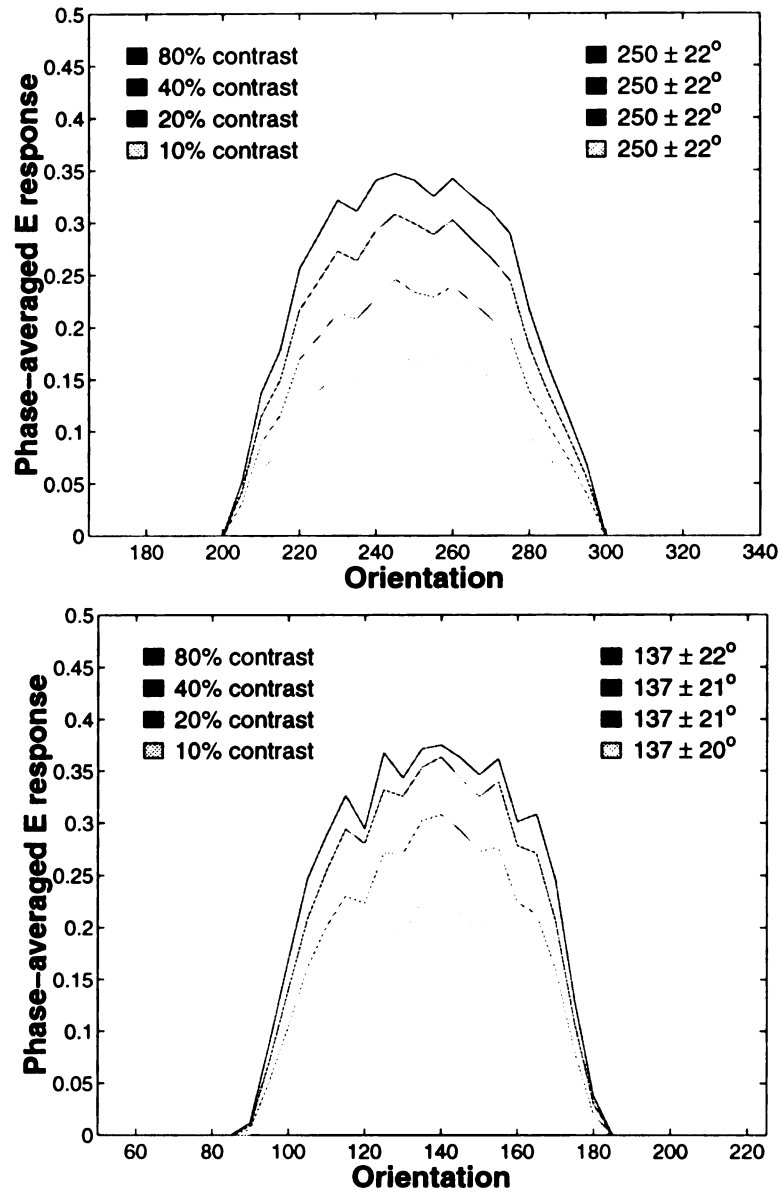 0.5
0.45
0.4
0.35
0.3
0.25
0.2
0.15
0.1
0.05
0
Phase–averaged E response
80% contrast
40% contrast
20% contrast
10% contrast
250 ± 22°
250 ± 22°
250 ± 22°
250 ± 22°
180 200 220 240 260 280 300 320 340
Orientation
0.5
0.45
0.4
0.35
0.3
0.25
0.2
0.15
0.1
0.05
0
Phase–averaged E response
80% contrast
40% contrast
20% contrast
10% contrast
137 ± 22°
137 ± 21°
137 ± 21°
137 ± 20°
60 80 100 120 140 160 180 200 220
Orientation